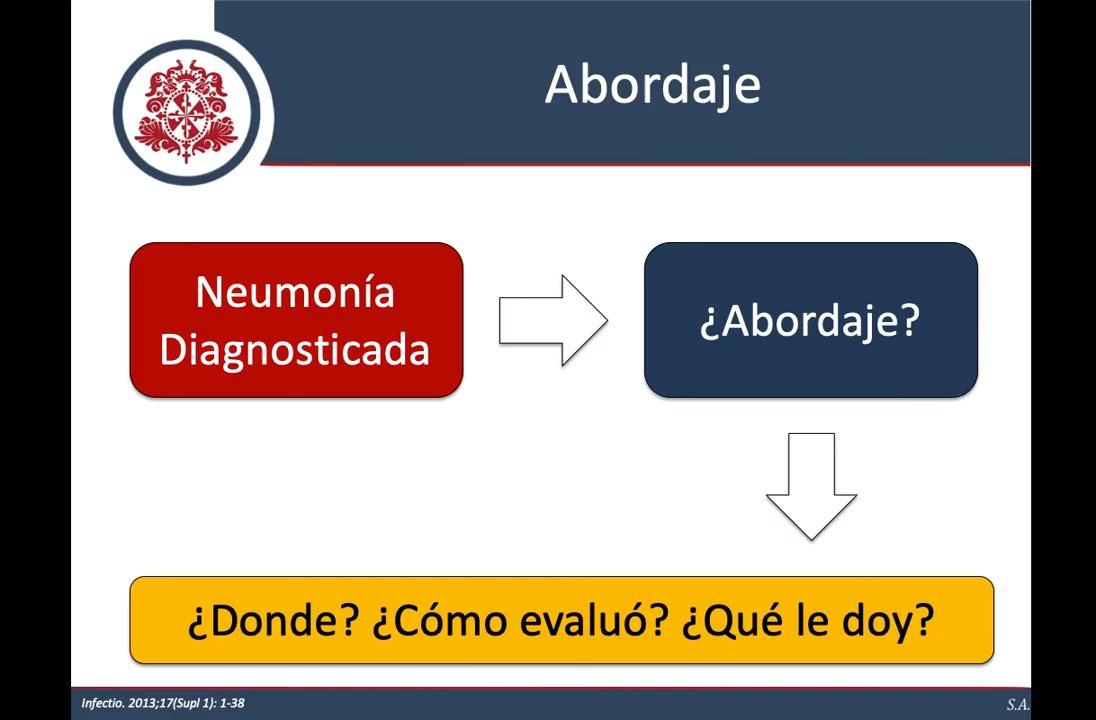 Abordaje
Neumonía
Diagnosticada
¿Abordaje?
¿Donde? ¿Cómo evaluó? ¿Qué le doy?
Infectio. 2013;17(Supl 1): 1-38
S.A.